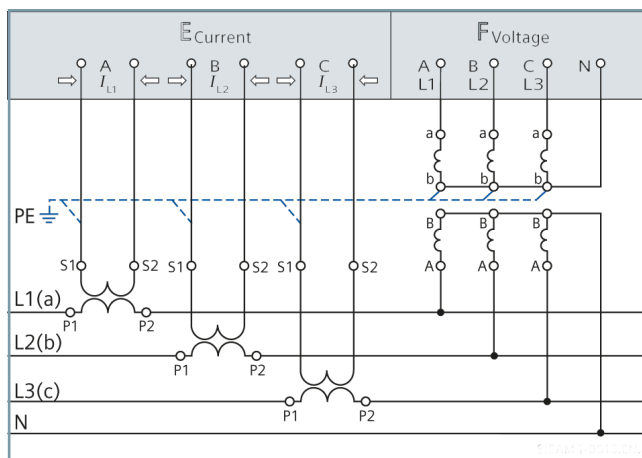 E Current F Voltage
A B C A B C N
I L1 I L2 I L3 L1 L2 L3
a a a
b b b
PE
B B B
S1 S2 S1 S2 S1 S2 A A A
L1(a)
P1 P2
L2(b)
P1 P2
L3(c)
P1 P2
N